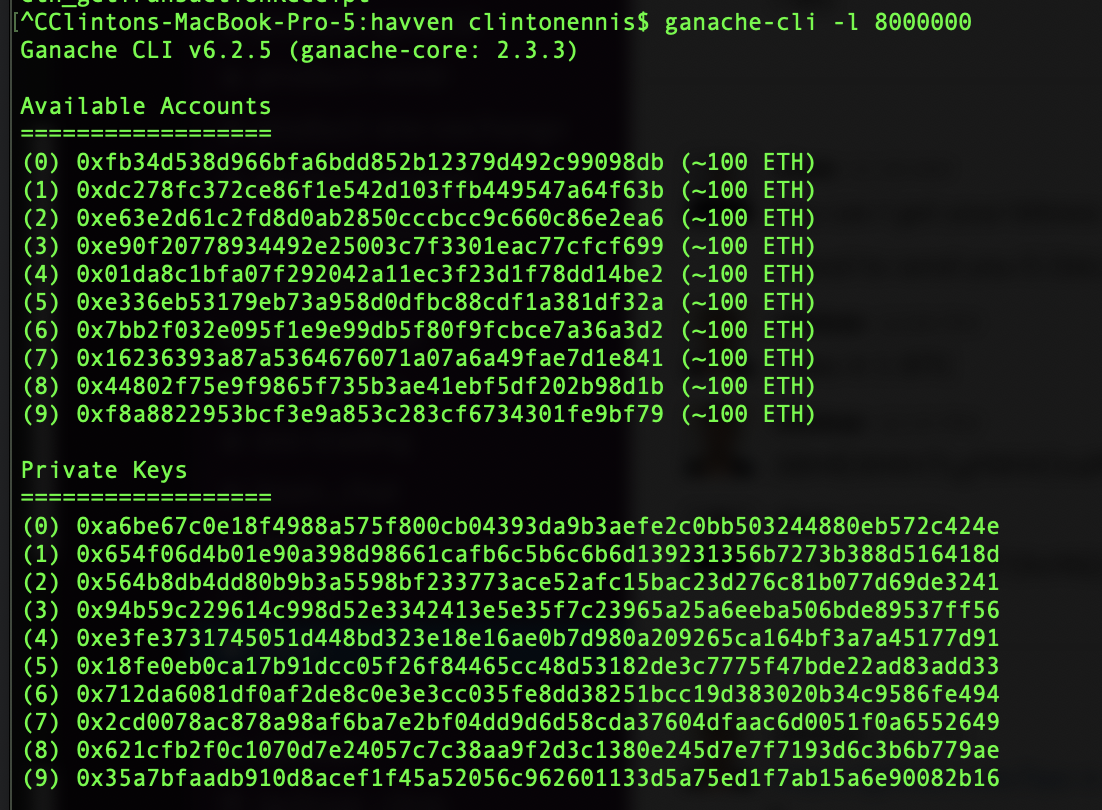 [^CClintons-MacBook-Pro-5:havven clintonennis$ ganache-cli -l 8000000
Ganache CLI v6.2.5 (ganache-core: 2.3.3)
Available Accounts
==================
(0) 0xfb34d538d966bfa6bdd852b12379d492c99098db (~100 ETH)
(1) 0xdc278fc372ce86f1e542d103ffb449547a64f63b (~100 ETH)
(2) 0xe63e2d61c2fd8d0ab2850cccbcc9c660c86e2ea6 (~100 ETH)
(3) 0xe90f20778934492e25003c7f3301eac77cfcf699 (~100 ETH)
(4) 0x01da8c1bfa07f292042a11ec3f23d1f78dd14be2 (~100 ETH)
(5) 0xe336eb53179eb73a958d0dfbc88cdf1a381df32a (~100 ETH)
(6) 0x7bb2f032e095f1e9e99db5f80f9fcbce7a36a3d2 (~100 ETH)
(7) 0x16236393a87a5364676071a07a6a49fae7d1e841 (~100 ETH)
(8) 0x44802f75e9f9865f735b3ae41ebf5df202b98d1b (~100 ETH)
(9) 0xf8a8822953bcf3e9a853c283cf6734301fe9bf79 (~100 ETH)
Private Keys
==================
(0) 0xa6be67c0e18f4988a575f800cb04393da9b3aefe2c0bb503244880eb572c424e
(1) 0x654f06d4b01e90a398d98661cafb6c5b6c6b6d139231356b7273b388d516418d
(2) 0x564b8db4dd80b9b3a5598bf233773ace52afc15bac23d276c81b077d69de3241
(3) 0x94b59c229614c998d52e3342413e5e35f7c23965a25a6eeba506bde89537ff56
(4) 0xe3fe3731745051d448bd323e18e16ae0b7d980a209265ca164bf3a7a45177d91
(5) 0x18fe0eb0ca17b91dcc05f26f84465cc48d53182de3c7775f47bde22ad83add33
(6) 0x712da6081df0af2de8c0e3e3cc035fe8dd38251bcc19d383020b34c9586fe494
(7) 0x2cd0078ac878a98af6ba7e2bf04dd9d6d58cda37604dfaac6d0051f0a6552649
(8) 0x621cfb2f0c1070d7e24057c7c38aa9f2d3c1380e245d7e7f7193d6c3b6b779ae
(9) 0x35a7bfaadb910d8acef1f45a52056c962601133d5a75ed1f7ab15a6e90082b16